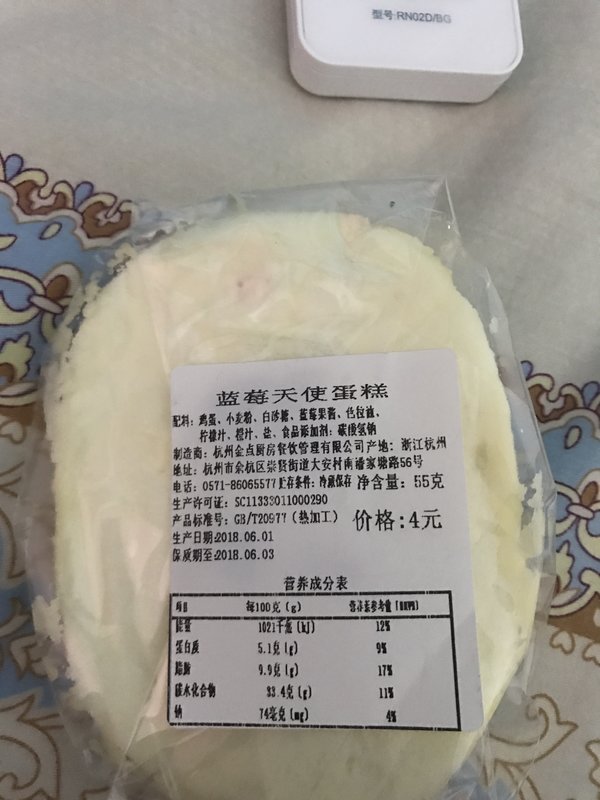 型号:RN02D/BG
蓝莓天使蛋糕
配料:鸡蛋、小麦粉、白砂糖、蓝莓果酱、色拉油、
柠檬汁、橙汁、盐、食品添加剂:碳酸氢钠
制造商:杭州金点厨房餐饮管理有限公司产地:浙江杭州
地址:杭州市余杭区崇贤街道大安村南潘家塘路56号
电话:0571-86065577 贮存条件:冷藏保存 净含量:55克
生产许可证:SC11333011000290
产品标准号:GB/T20977(热加工) 价格:4元
生产日期:2018.06.01
保质期至:2018.06.03
营养成分表
项目 每100克(g) 营养素参考量(NRV%)
能量 1021千焦(kJ) 12%
蛋白质 5.1克(g) 9%
脂肪 9.9克(g) 17%
碳水化合物 33.4克(g) 11%
钠 74毫克(mg) 4%